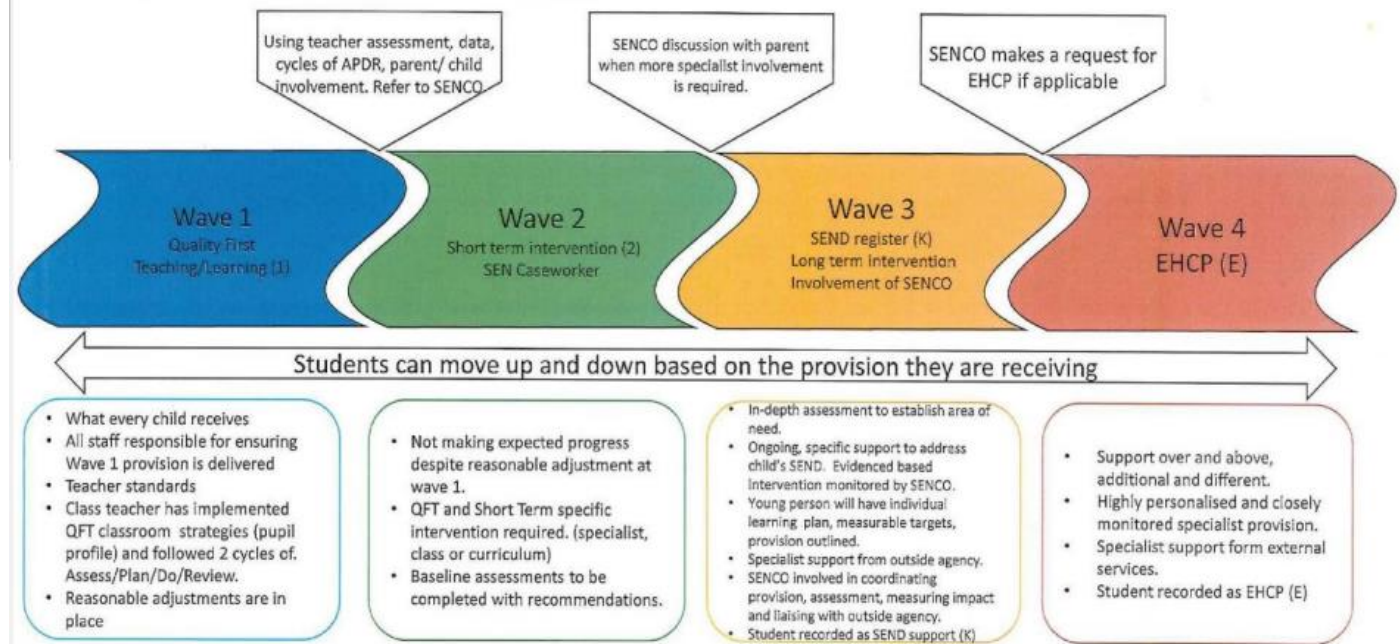 Using teacher assessment, data,
cycles of APDR, parent/ child
involvement. Refer to SENCO
SENCO discussion with parent
when more specialist involvement
is required.
SENCO makes a request for
EHCP if applicable
Wave 1
Quality First
Teaching/Learning (1)
Wave 2
Short term intervention (2)
SEN Caseworker
Wave 3
SEND register (K)
Long term Intervention
Involvement of SENCO
Wave 4
EHCP (E)
Students can move up and down based on the provision they are receiving
• What every child receives
• All staff responsible for ensuring
Wave 1 provision is delivered
• Teacher standards
• Class teacher has implemented
QFT classroom strategies (pupil
profile) and followed 2 cycles of.
Assess/Plan/Do/Review.
• Reasonable adjustments are in
place
• Not making expected progress
despite reasonable adjustment at
wave 1.
• QFT and Short Term specific
intervention required. (specialist,
class or curriculum)
• Baseline assessments to be
completed with recommendations.
• In-depth assessment to establish area of
need.
• Ongoing, specific support to address
child's SEND. Evidenced based
Intervention monitored by SENCO.
• Young person will have individual
learning plan, measurable targets,
provision outlined.
• Specialist support from outside agency.
• SENCO involved in coordinating
provision, assessment, measuring impact
and liaising with outside agency.
• Student recorded as SEND support (K)
• Support over and above,
additional and different.
• Highly personalised and closely
monitored specialist provision.
• Specialist support form external
services.
• Student recorded as EHCP (E)